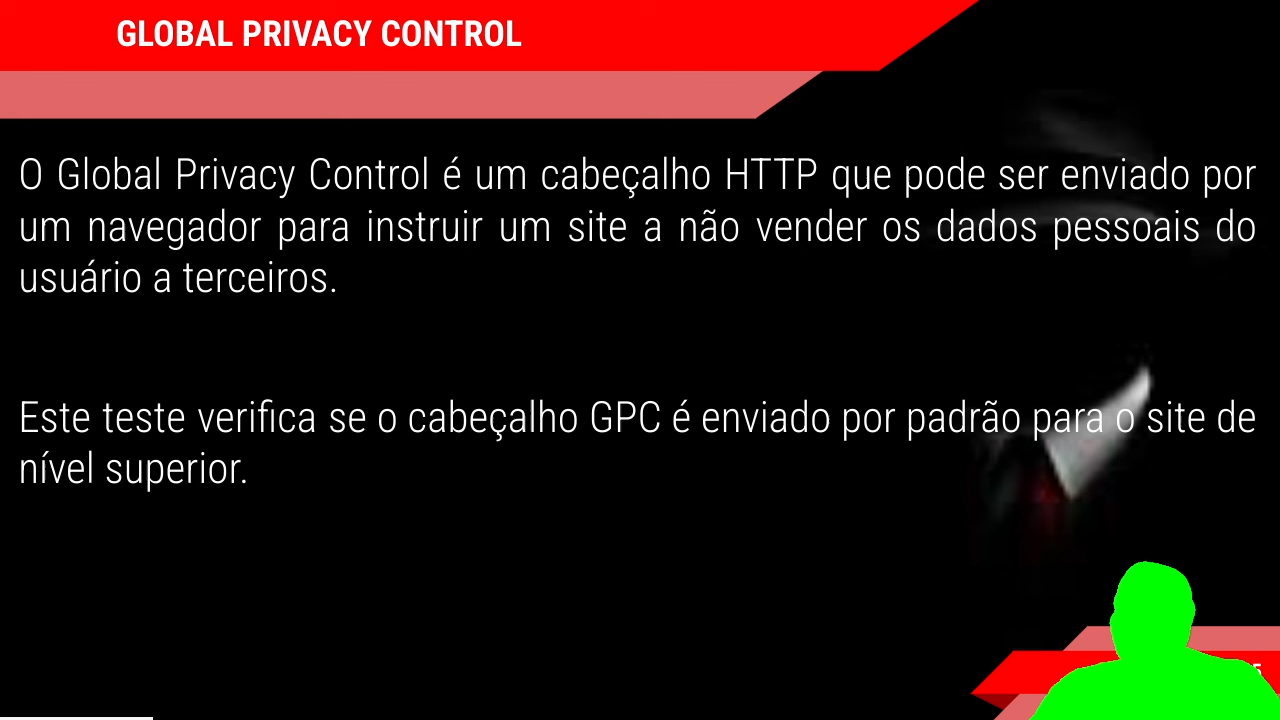 GLOBAL PRIVACY CONTROL
O Global Privacy Control é um cabeçalho HTTP que pode ser enviado por
um navegador para instruir um site a não vender os dados pessoais do
usuário a terceiros.
Este teste verifica se o cabeçalho GPC é enviado por padrão para o site de
nível superior.